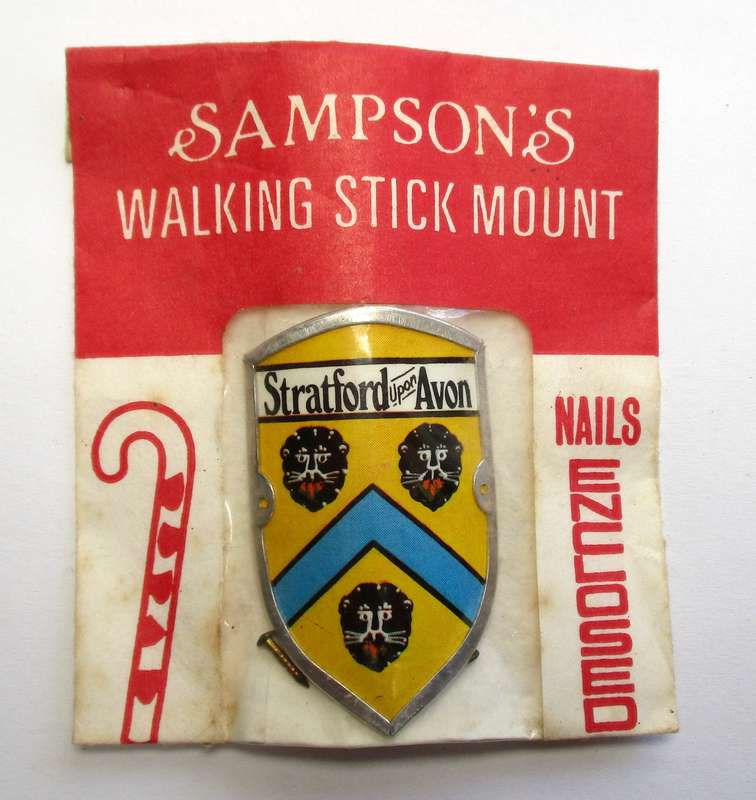 SAMPSON'S
WALKING STICK MOUNT
Stratford upon Avon
NAILS
ENCLOSED